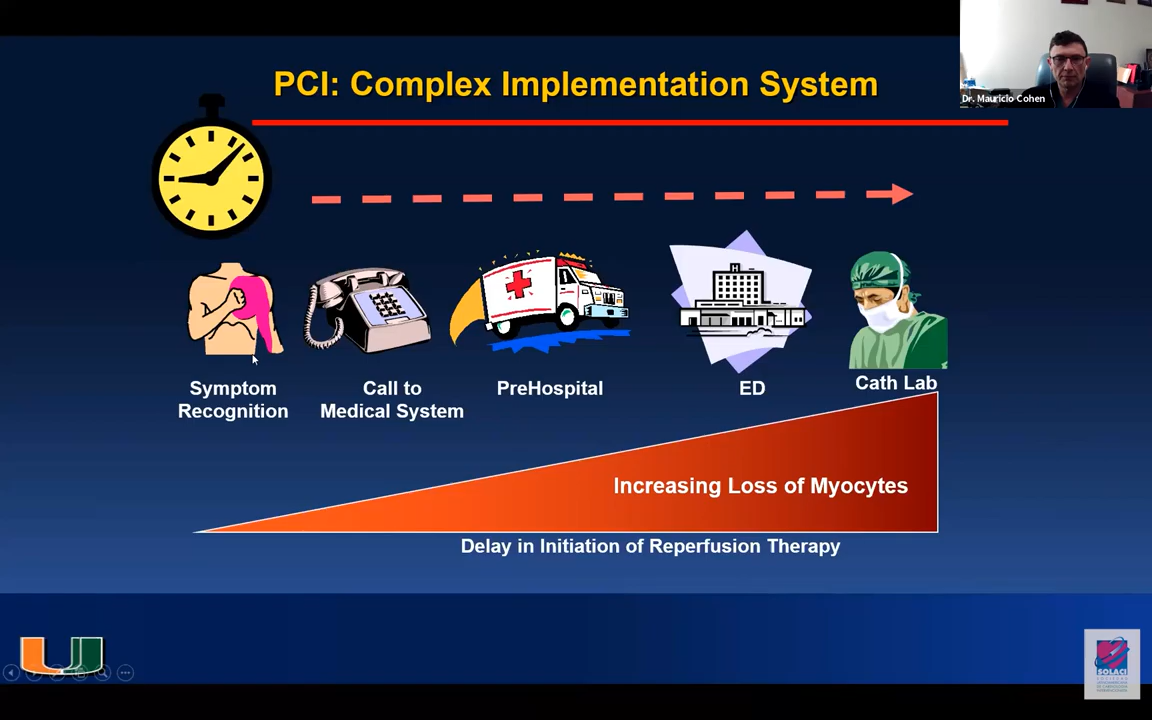 PCI: Complex Implementation System
Dr. Mauricio Cohen
H
Symptom
Recognition
Call to
Medical System
PreHospital
ED
Cath Lab
Increasing Loss of Myocytes
Delay in Initiation of Reperfusion Therapy
SOLACI